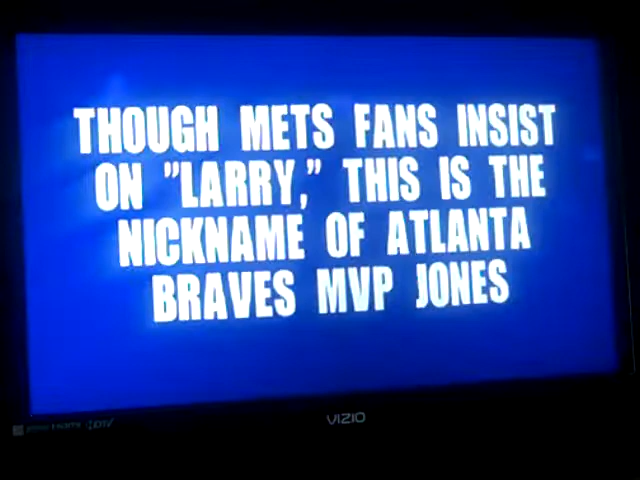 THOUGH METS FANS INSIST
ON "LARRY," THIS IS THE
NICKNAME OF ATLANTA
BRAVES MVP JONES
VIZIO